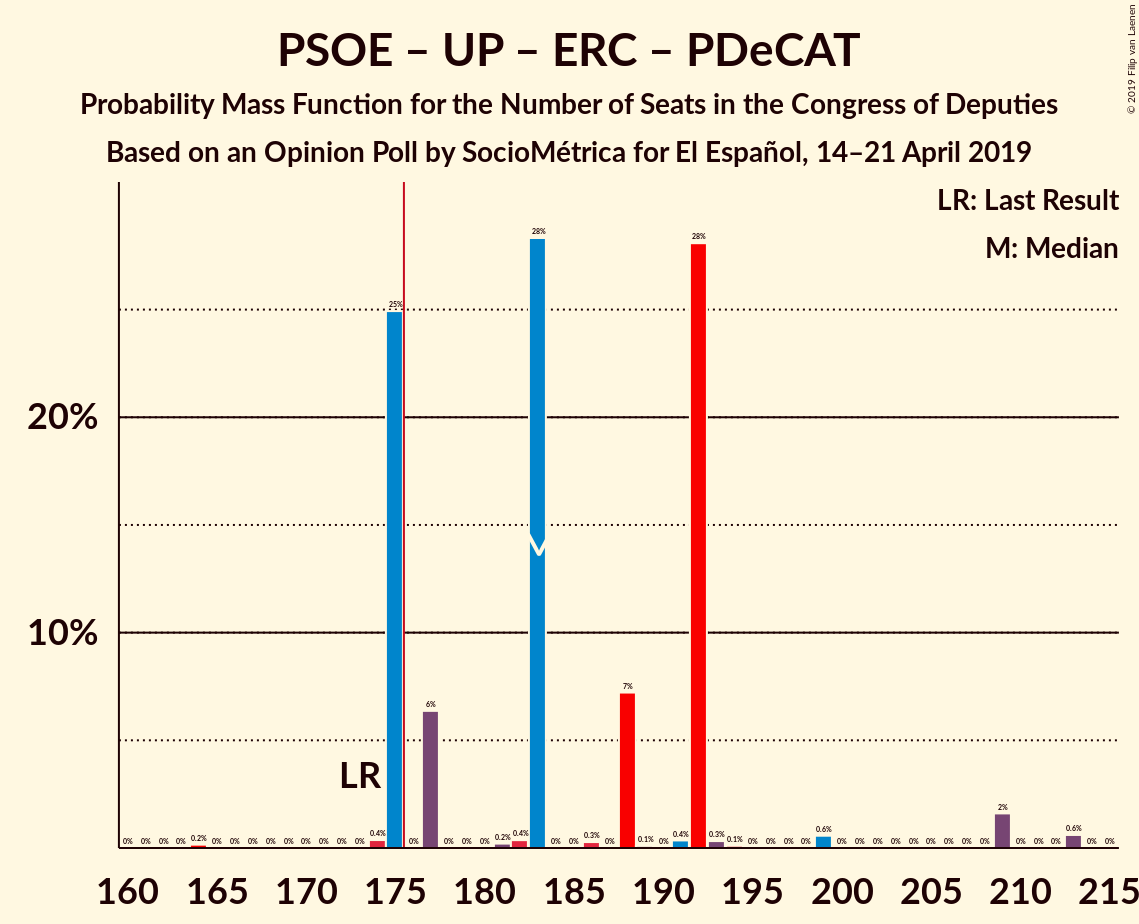 PSOE – UP – ERC – PDeCAT
Probability Mass Function for the Number of Seats in the Congress of Deputies
Based on an Opinion Poll by SocioMétrica for El Español, 14–21 April 2019
© 2019 Filip van Laenen
LR: Last Result
M: Median
20%
10%
LR
M
0% 0% 0% 0% 0.2% 0% 0% 0% 0% 0% 0% 0% 0% 0% 0.4% 25% 0% 6% 0% 0% 0% 0.2% 0.4% 28% 0% 0% 0.3% 0% 7% 0.1% 0% 0.4% 28% 0.3% 0.1% 0% 0% 0% 0% 0.6% 0% 0% 0% 0% 0% 0% 0% 0% 0% 2% 0% 0% 0% 0.6% 0% 0%
160 165 170 175 180 185 190 195 200 205 210 215